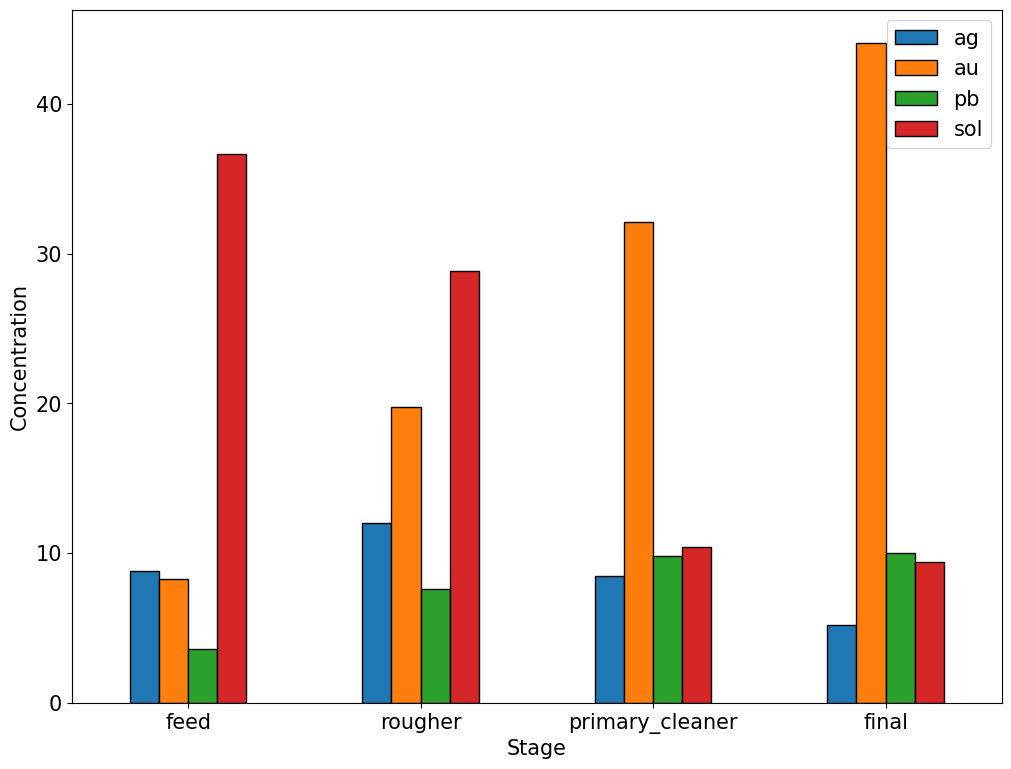 ag
au
pb
sol
40
30
20
10
0
Concentration
feed rougher primary_cleaner final
Stage